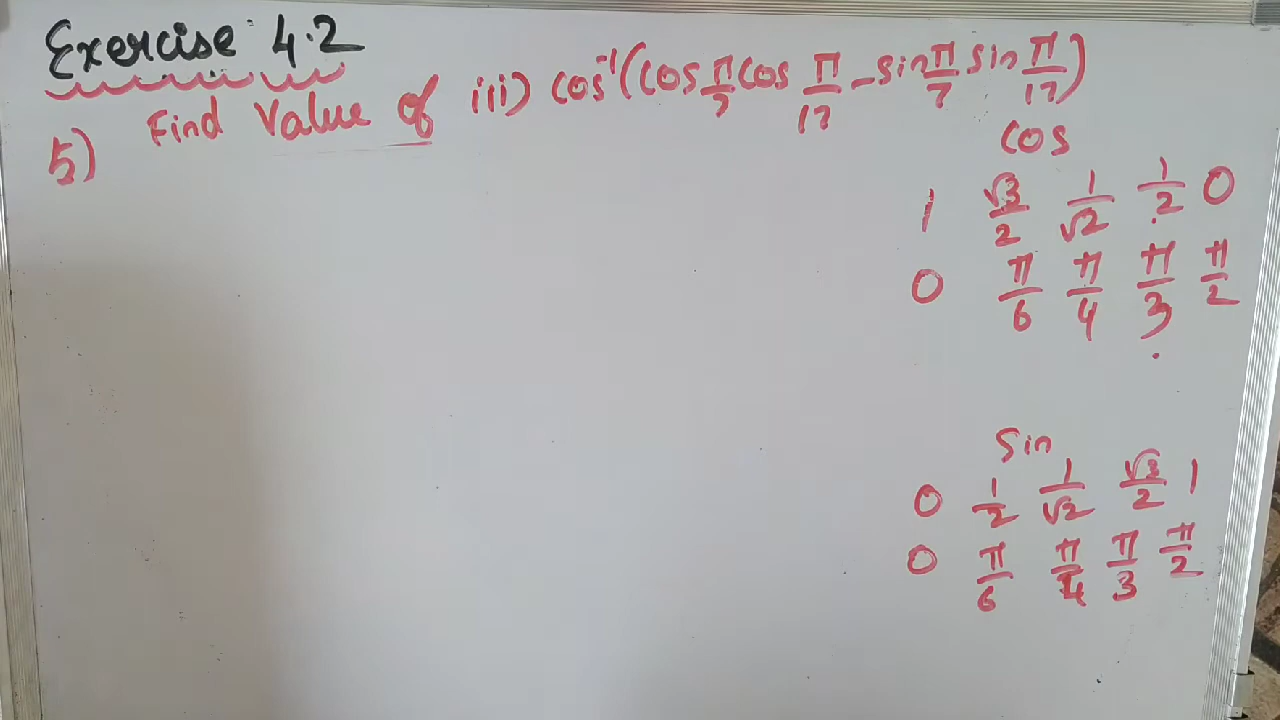 Exercise 4.2
5) Find Value of iii) cos⁻¹(cos π/7 cos π/17 - sin π/7 sin π/17)
cos
1 √3/2 1/√2 1/2 0
0 π/6 π/4 π/3 π/2
Sin
0 1/2 1/√2 √3/2 1
0 π/6 π/4 π/3 π/2